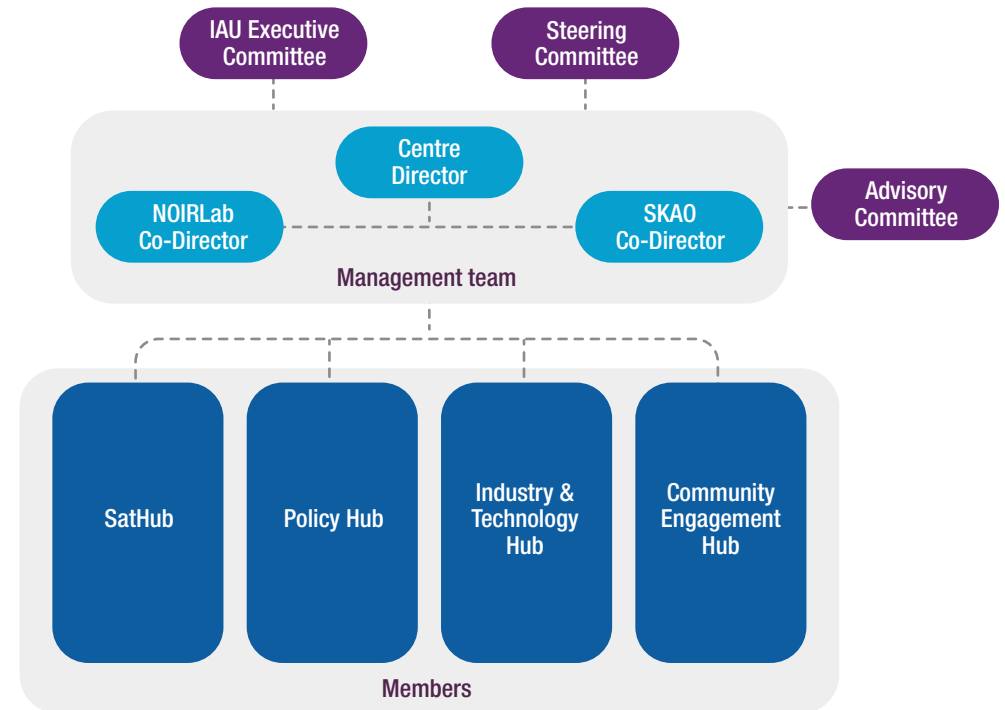 IAU Executive
Committee
Steering
Committee
Centre
Director
NOIRLab
Co-Director
SKAO
Co-Director
Advisory
Committee
Management team
SatHub
Policy Hub
Industry &
Technology
Hub
Community
Engagement
Hub
Members